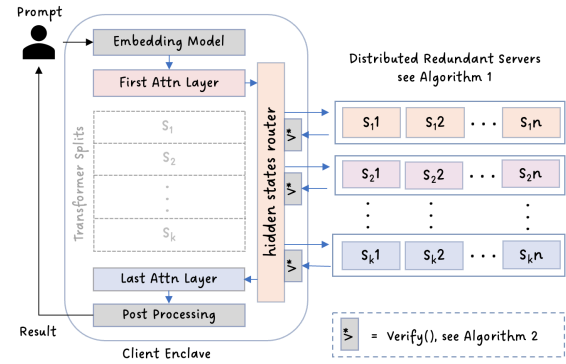 Prompt
Embedding Model
First Attn Layer
Transformer Splits
S1
S2
Sk
hidden states router
Last Attn Layer
Post Processing
Result
Client Enclave
Distributed Redundant Servers
see Algorithm 1
V*
S11 S12 ... S1n
V*
S21 S22 ... S2n
V*
Sk1 Sk2 ... Skn
V* = Verify(), see Algorithm 2